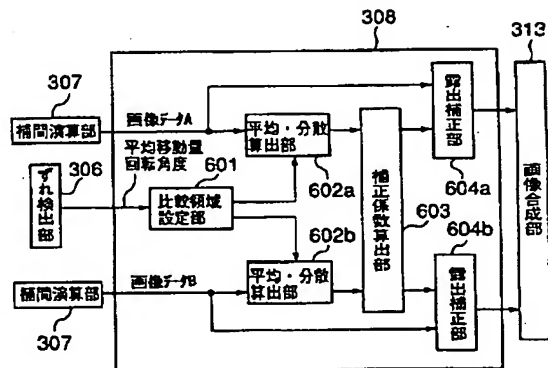 308
313
307
補間演算部
画像データA
平均・分散
算出部
602a
露出補正部
604a
平均移動量
回転角度
306
ずれ検出部
601
比較領域
設定部
補正係数算出部
603
画像合成部
602b
平均・分散
算出部
604b
露出補正部
補間演算部
画像データB
307